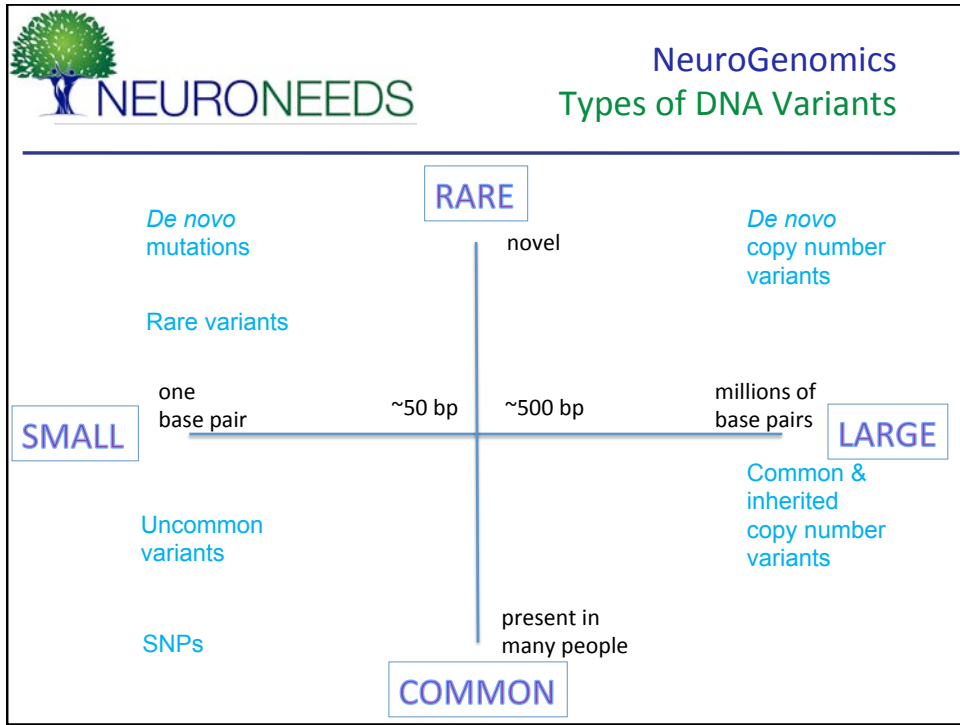 NEURONEEDS
NeuroGenomics
Types of DNA Variants
RARE
De novo
mutations
novel
De novo
copy number
variants
Rare variants
one
base pair
~50 bp
~500 bp
millions of
base pairs
SMALL
LARGE
Common &
inherited
copy number
variants
Uncommon
variants
SNPs
present in
many people
COMMON